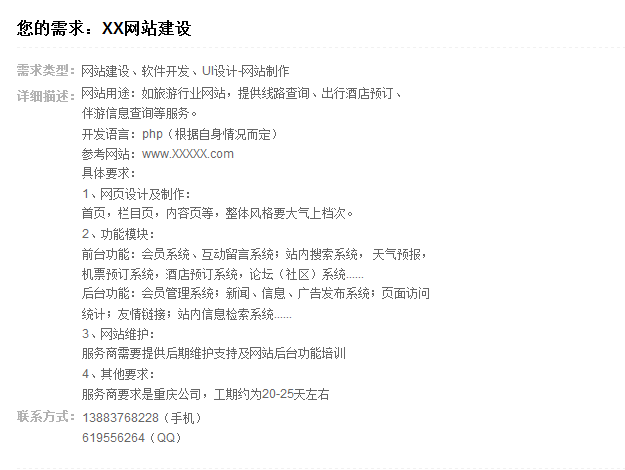 您的需求：XX网站建设
需求类型：网站建设、软件开发、UI设计-网站制作
详细描述：网站用途：如旅游行业网站，提供线路查询、出行酒店预订、
伴游信息查询等服务。
开发语言：php（根据自身情况而定）
参考网站：www.XXXXX.com
具体要求：
1、网页设计及制作：
首页，栏目页，内容页等，整体风格要大气上档次。
2、功能模块：
前台功能：会员系统、互动留言系统；站内搜索系统， 天气预报，
机票预订系统，酒店预订系统，论坛（社区）系统......
后台功能：会员管理系统；新闻、信息、广告发布系统；页面访问
统计；友情链接；站内信息检索系统......
3、网站维护：
服务商需要提供后期维护支持及网站后台功能培训
4、其他要求：
服务商要求是重庆公司，工期约为20-25天左右
联系方式：13883768228（手机）
619556264（QQ）